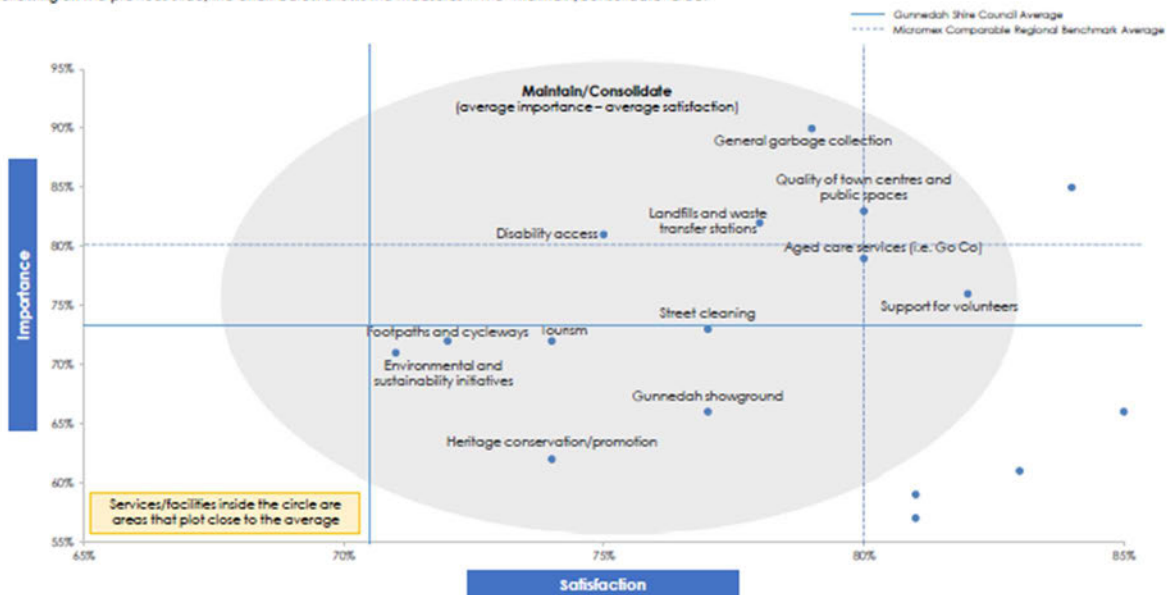 Gunnedah Shire Council Average
Micromex Comparable Regional Benchmark Average
95%
Maintain/Consolidate
(average importance – average satisfaction)
90%
General garbage collection
85%
Quality of town centres and
public spaces
Landfills and waste
transfer stations
Disability access
80%
Aged care services (i.e. Go Co)
75%
Support for volunteers
Street cleaning
Footpaths and cycleways
Tourism
70%
Environmental and
sustainability initiatives
Gunnedah showground
65%
Heritage conservation/promotion
60%
Services/facilities inside the circle are
areas that plot close to the average
55%
65%
70%
75%
80%
85%
Importance
Satisfaction